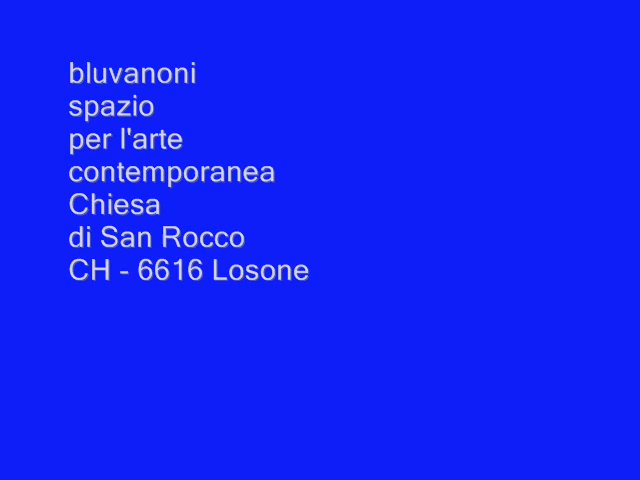 bluvanoni
spazio
per l'arte
contemporanea
Chiesa
di San Rocco
CH - 6616 Losone